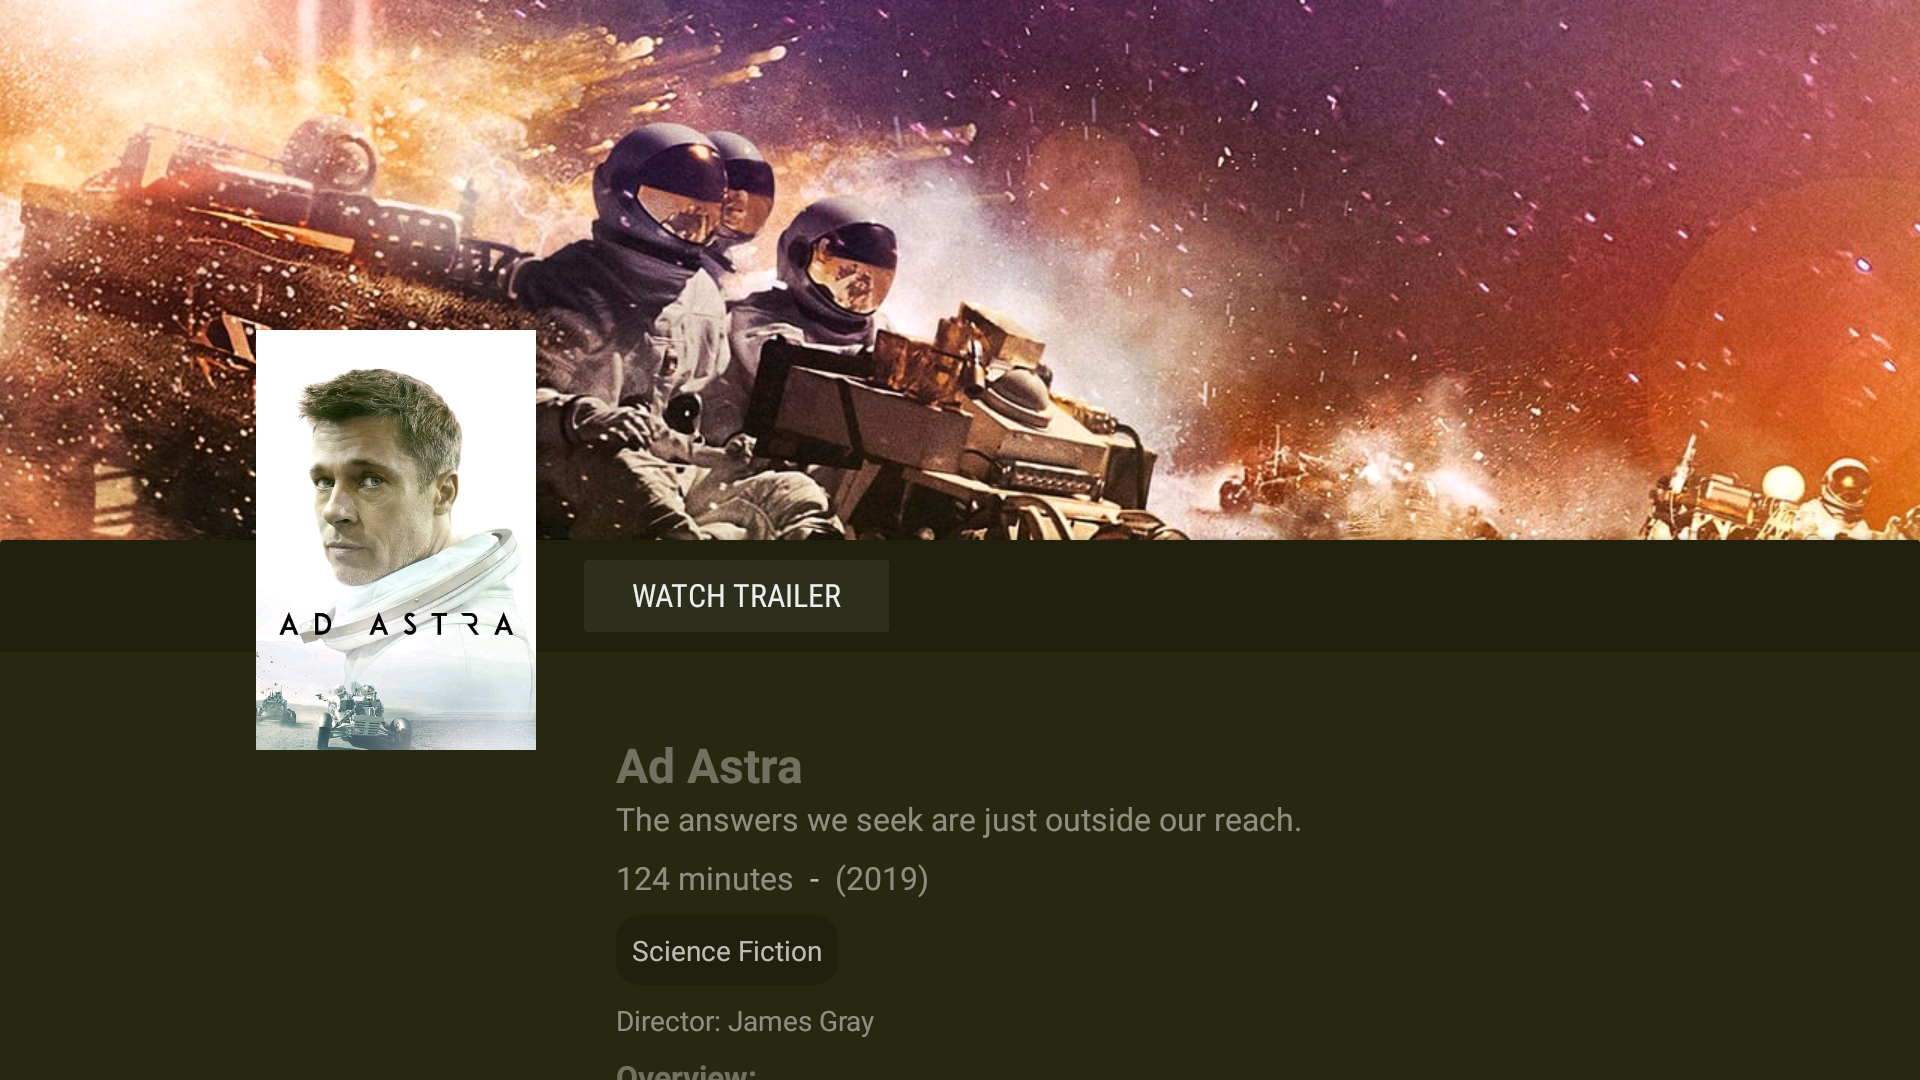 AD ASTRA
WATCH TRAILER
Ad Astra
The answers we seek are just outside our reach.
124 minutes - (2019)
Science Fiction
Director: James Gray
Overview: